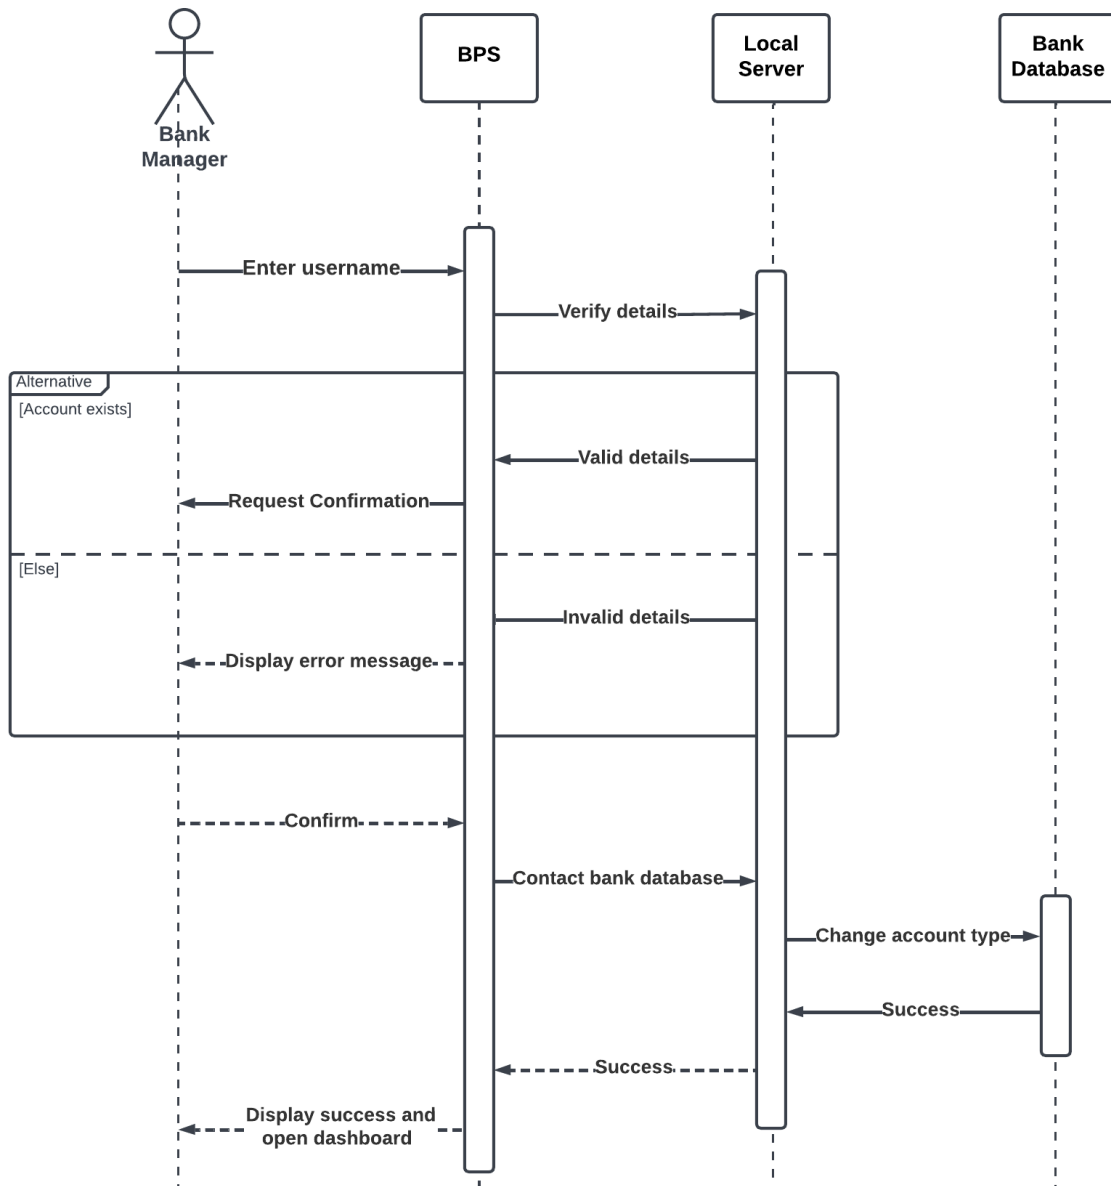 BPS
Local
Server
Bank
Database
Bank
Manager
Enter username
Verify details
Alternative
[Account exists]
Valid details
Request Confirmation
[Else]
Invalid details
Display error message
Confirm
Contact bank database
Change account type
Success
Success
Display success and
open dashboard